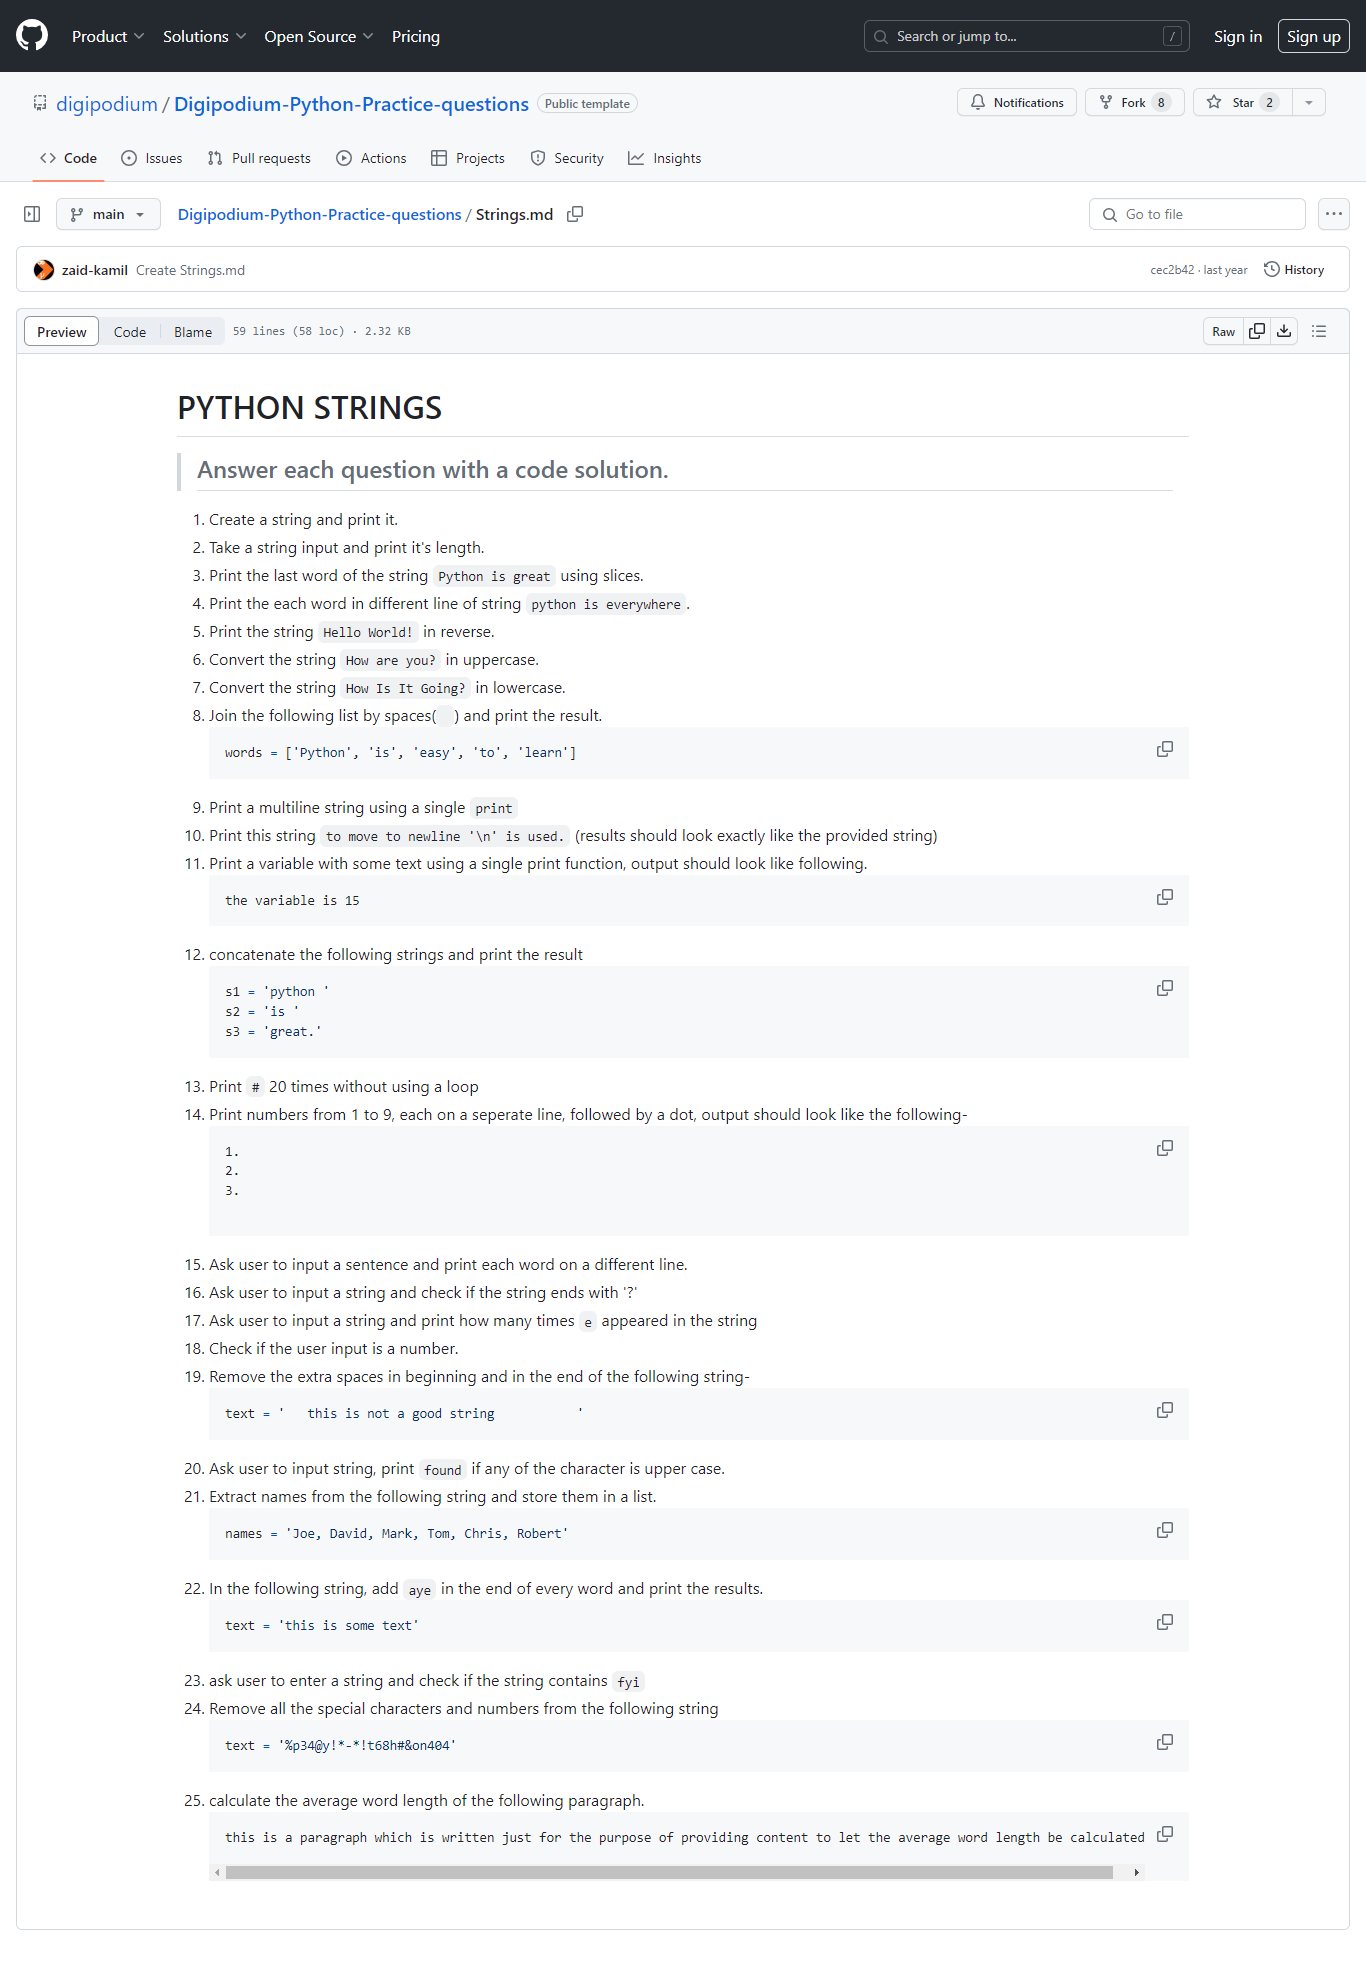 Product Solutions Open Source Pricing Search or jump to... / Sign in Sign up
digipodium / Digipodium-Python-Practice-questions Public template Notifications Fork 8 Star 2
Code Issues Pull requests Actions Projects Security Insights
main Digipodium-Python-Practice-questions / Strings.md Go to file
zaid-kamil Create Strings.md cec2b42 · last year History
Preview Code Blame 59 lines (58 loc) · 2.32 KB Raw
PYTHON STRINGS
Answer each question with a code solution.
1. Create a string and print it.
2. Take a string input and print it's length.
3. Print the last word of the string Python is great using slices.
4. Print the each word in different line of string python is everywhere.
5. Print the string Hello World! in reverse.
6. Convert the string How are you? in uppercase.
7. Convert the string How Is It Going? in lowercase.
8. Join the following list by spaces( ) and print the result.
words = ['Python', 'is', 'easy', 'to', 'learn']
9. Print a multiline string using a single print
10. Print this string to move to newline '\n' is used. (results should look exactly like the provided string)
11. Print a variable with some text using a single print function, output should look like following.
the variable is 15
12. concatenate the following strings and print the result
s1 = 'python '
s2 = 'is '
s3 = 'great.'
13. Print # 20 times without using a loop
14. Print numbers from 1 to 9, each on a seperate line, followed by a dot, output should look like the following-
1.
2.
3.
15. Ask user to input a sentence and print each word on a different line.
16. Ask user to input a string and check if the string ends with '?'
17. Ask user to input a string and print how many times e appeared in the string
18. Check if the user input is a number.
19. Remove the extra spaces in beginning and in the end of the following string-
text = '   this is not a good string           '
20. Ask user to input string, print found if any of the character is upper case.
21. Extract names from the following string and store them in a list.
names = 'Joe, David, Mark, Tom, Chris, Robert'
22. In the following string, add aye in the end of every word and print the results.
text = 'this is some text'
23. ask user to enter a string and check if the string contains fyi
24. Remove all the special characters and numbers from the following string
text = '%p34@y!*-*!t68h#&on404'
25. calculate the average word length of the following paragraph.
this is a paragraph which is written just for the purpose of providing content to let the average word length be calculated